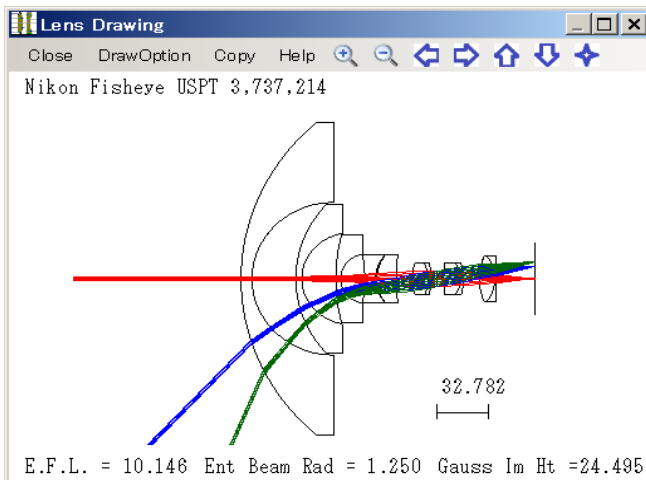 Lens Drawing
Close DrawOption Copy Help
Nikon Fisheye USPT 3,737,214
32.782
E.F.L. = 10.146 Ent Beam Rad = 1.250 Gauss Im Ht =24.495